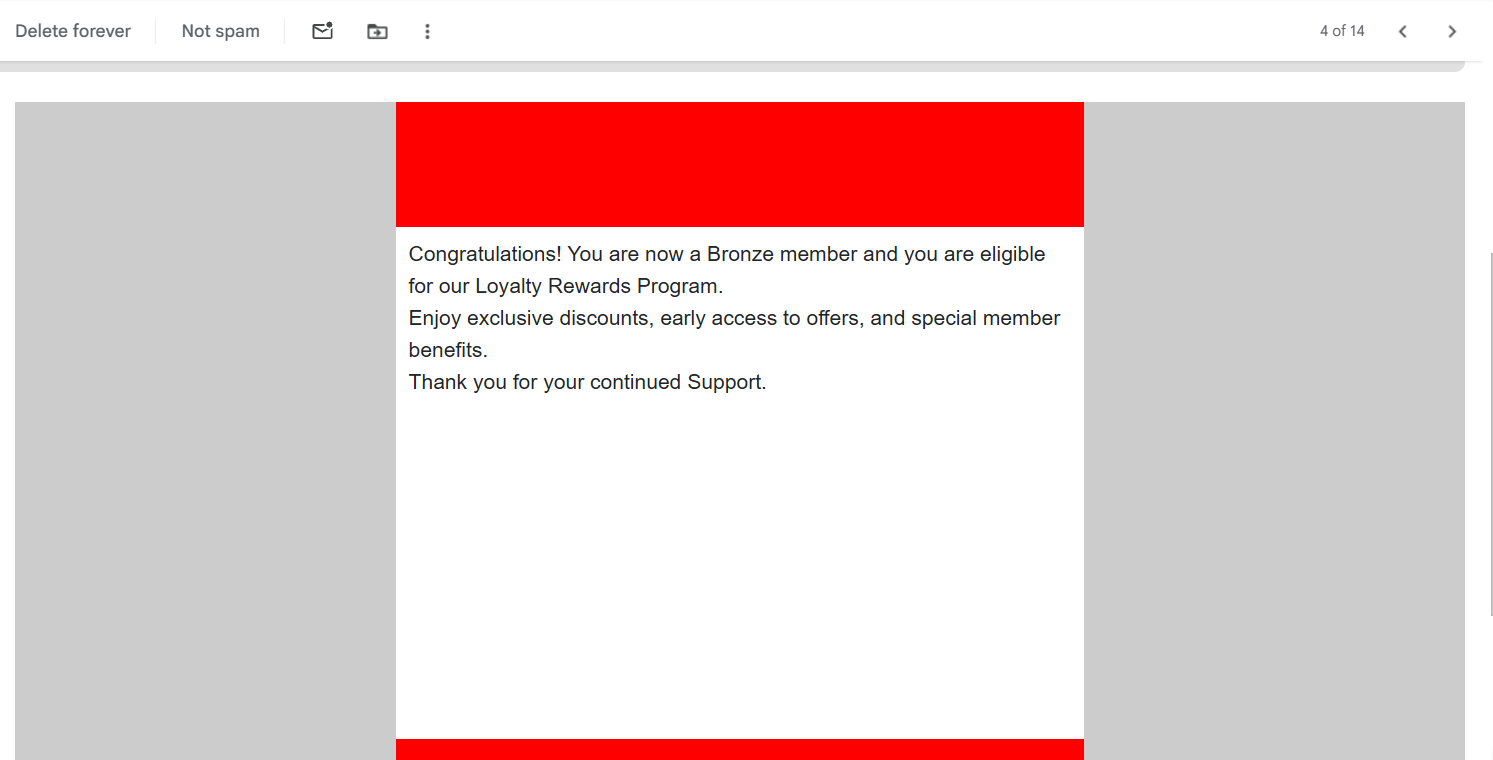 Delete forever
Not spam
4 of 14
Congratulations! You are now a Bronze member and you are eligible
for our Loyalty Rewards Program.
Enjoy exclusive discounts, early access to offers, and special member
benefits.
Thank you for your continued Support.